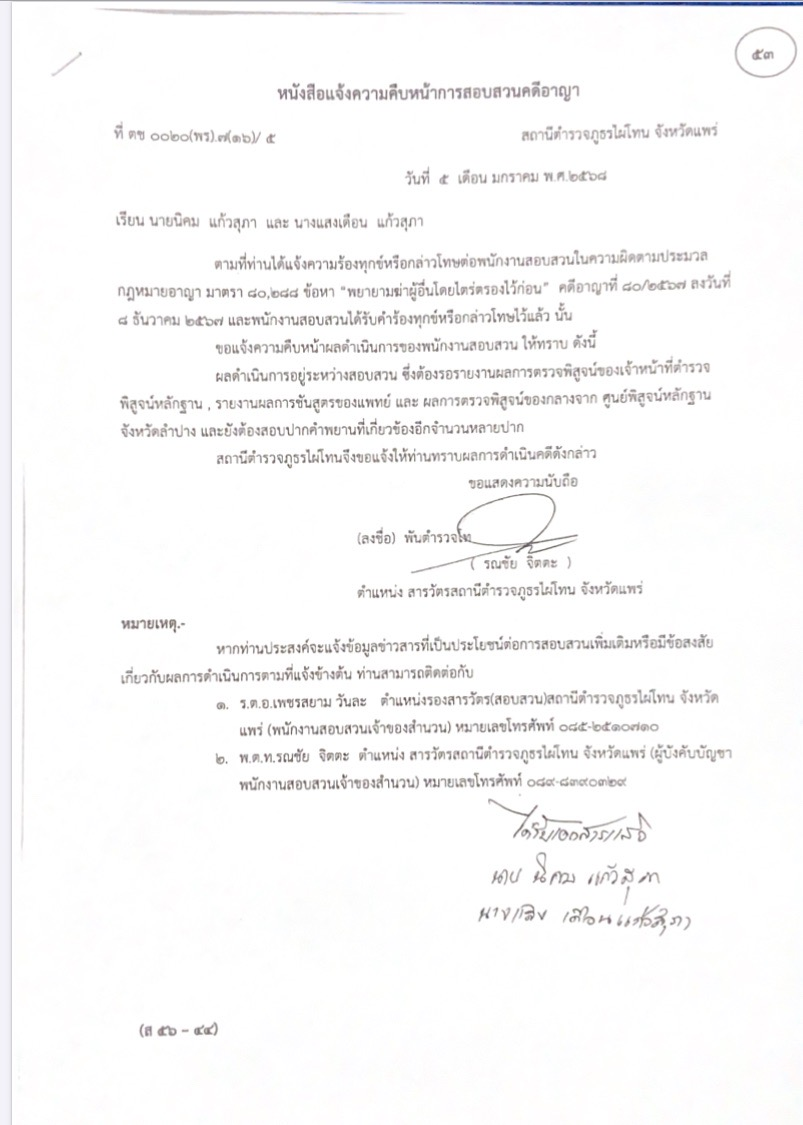 ๕๓
หนังสือแจ้งความคืบหน้าการสอบสวนคดีอาญา
ที่ ตช ๐๐๒๐(พร).๗(๑๖)/ ๕ สถานีตำรวจภูธรไผ่โทน จังหวัดแพร่
วันที่ ๕ เดือน มกราคม พ.ศ.๒๕๖๘
เรียน นายนิคม แก้วสุภา และ นางแสงเดือน แก้วสุภา
ตามที่ท่านได้แจ้งความร้องทุกข์หรือกล่าวโทษต่อพนักงานสอบสวนในความผิดตามประมวล
กฎหมายอาญา มาตรา ๘๐,๒๘๘ ข้อหา “พยายามฆ่าผู้อื่นโดยไตร่ตรองไว้ก่อน” คดีอาญาที่ ๘๐/๒๕๖๗ ลงวันที่
๘ ธันวาคม ๒๕๖๗ และพนักงานสอบสวนได้รับคำร้องทุกข์หรือกล่าวโทษไว้แล้ว นั้น
ขอแจ้งความคืบหน้าผลดำเนินการของพนักงานสอบสวน ให้ทราบ ดังนี้
ผลดำเนินการอยู่ระหว่างสอบสวน ซึ่งต้องรอรายงานผลการตรวจพิสูจน์ของเจ้าหน้าที่ตำรวจ
พิสูจน์หลักฐาน , รายงานผลการชันสูตรของแพทย์ และ ผลการตรวจพิสูจน์ของกลางจาก ศูนย์พิสูจน์หลักฐาน
จังหวัดลำปาง และยังต้องสอบปากคำพยานที่เกี่ยวข้องอีกจำนวนหลายปาก
สถานีตำรวจภูธรไผ่โทนจึงขอแจ้งให้ท่านทราบผลการดำเนินคดีดังกล่าว
ขอแสดงความนับถือ
(ลงชื่อ) พันตำรวจโท
( รณชัย จิตตะ )
ตำแหน่ง สารวัตรสถานีตำรวจภูธรไผ่โทน จังหวัดแพร่
หมายเหตุ.-
หากท่านประสงค์จะแจ้งข้อมูลข่าวสารที่เป็นประโยชน์ต่อการสอบสวนเพิ่มเติมหรือมีข้อสงสัย
เกี่ยวกับผลการดำเนินการตามที่แจ้งข้างต้น ท่านสามารถติดต่อกับ
๑. ร.ต.อ.เพชรสยาม วันละ ตำแหน่งรองสารวัตร(สอบสวน)สถานีตำรวจภูธรไผ่โทน จังหวัด
แพร่ (พนักงานสอบสวนเจ้าของสำนวน) หมายเลขโทรศัพท์ ๐๘๕-๒๕๑๐๗๑๐
๒. พ.ต.ท.รณชัย จิตตะ ตำแหน่ง สารวัตรสถานีตำรวจภูธรไผ่โทน จังหวัดแพร่ (ผู้บังคับบัญชา
พนักงานสอบสวนเจ้าของสำนวน) หมายเลขโทรศัพท์ ๐๘๙-๘๓๙๐๓๒๙
ได้รับเอกสารแล้ว
นาย นิคม แก้วสุภา
นางแสง เดือน แก้วสุภา
(ส ๕๖ – ๔๔)